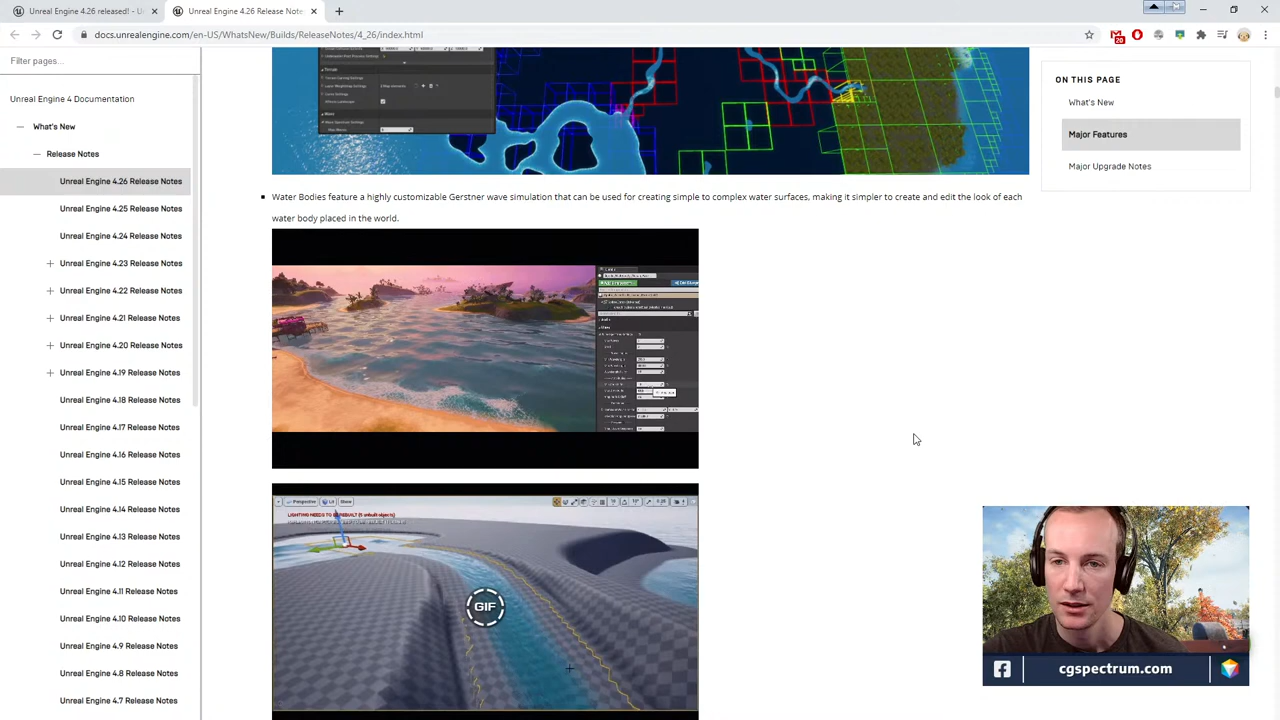 Unreal Engine 4.26 released! - U
Unreal Engine 4.26 Release Note
docs.unrealengine.com/en-US/WhatsNew/Builds/ReleaseNotes/4_26/index.html
Filter pages...
Unreal Engine 4 Documentation
What's New
Release Notes
Unreal Engine 4.26 Release Notes
Unreal Engine 4.25 Release Notes
Unreal Engine 4.24 Release Notes
Unreal Engine 4.23 Release Notes
Unreal Engine 4.22 Release Notes
Unreal Engine 4.21 Release Notes
Unreal Engine 4.20 Release Notes
Unreal Engine 4.19 Release Notes
Unreal Engine 4.18 Release Notes
Unreal Engine 4.17 Release Notes
Unreal Engine 4.16 Release Notes
Unreal Engine 4.15 Release Notes
Unreal Engine 4.14 Release Notes
Unreal Engine 4.13 Release Notes
Unreal Engine 4.12 Release Notes
Unreal Engine 4.11 Release Notes
Unreal Engine 4.10 Release Notes
Unreal Engine 4.9 Release Notes
Unreal Engine 4.8 Release Notes
Unreal Engine 4.7 Release Notes
Water Bodies feature a highly customizable Gerstner wave simulation that can be used for creating simple to complex water surfaces, making it simpler to create and edit the look of each
water body placed in the world.
Perspective
Lit
Show
LIGHTING NEEDS TO BE REBUILT
GIF
ON THIS PAGE
What's New
Major Features
Major Upgrade Notes
cgspectrum.com